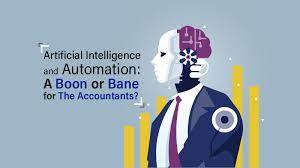 Artificial Intelligence
and Automation:
A Boon or Bane
for The Accountants?